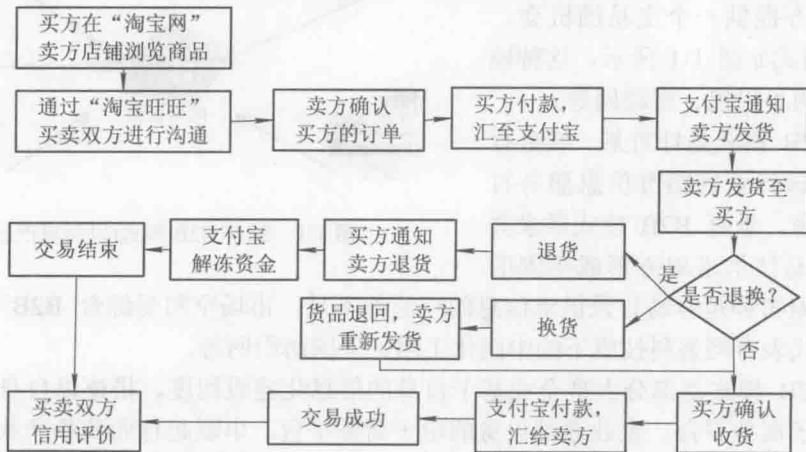 买方在“淘宝网”
卖方店铺浏览商品
通过“淘宝旺旺”
买卖双方进行沟通
卖方确认
买方的订单
买方付款，
汇至支付宝
支付宝通知
卖方发货
卖方发货至
买方
是
是否退换？
否
退货
买方通知
卖方退货
支付宝
解冻资金
交易结束
换货
货品退回，卖方
重新发货
买方确认
收货
支付宝付款，
汇给卖方
交易成功
买卖双方
信用评价